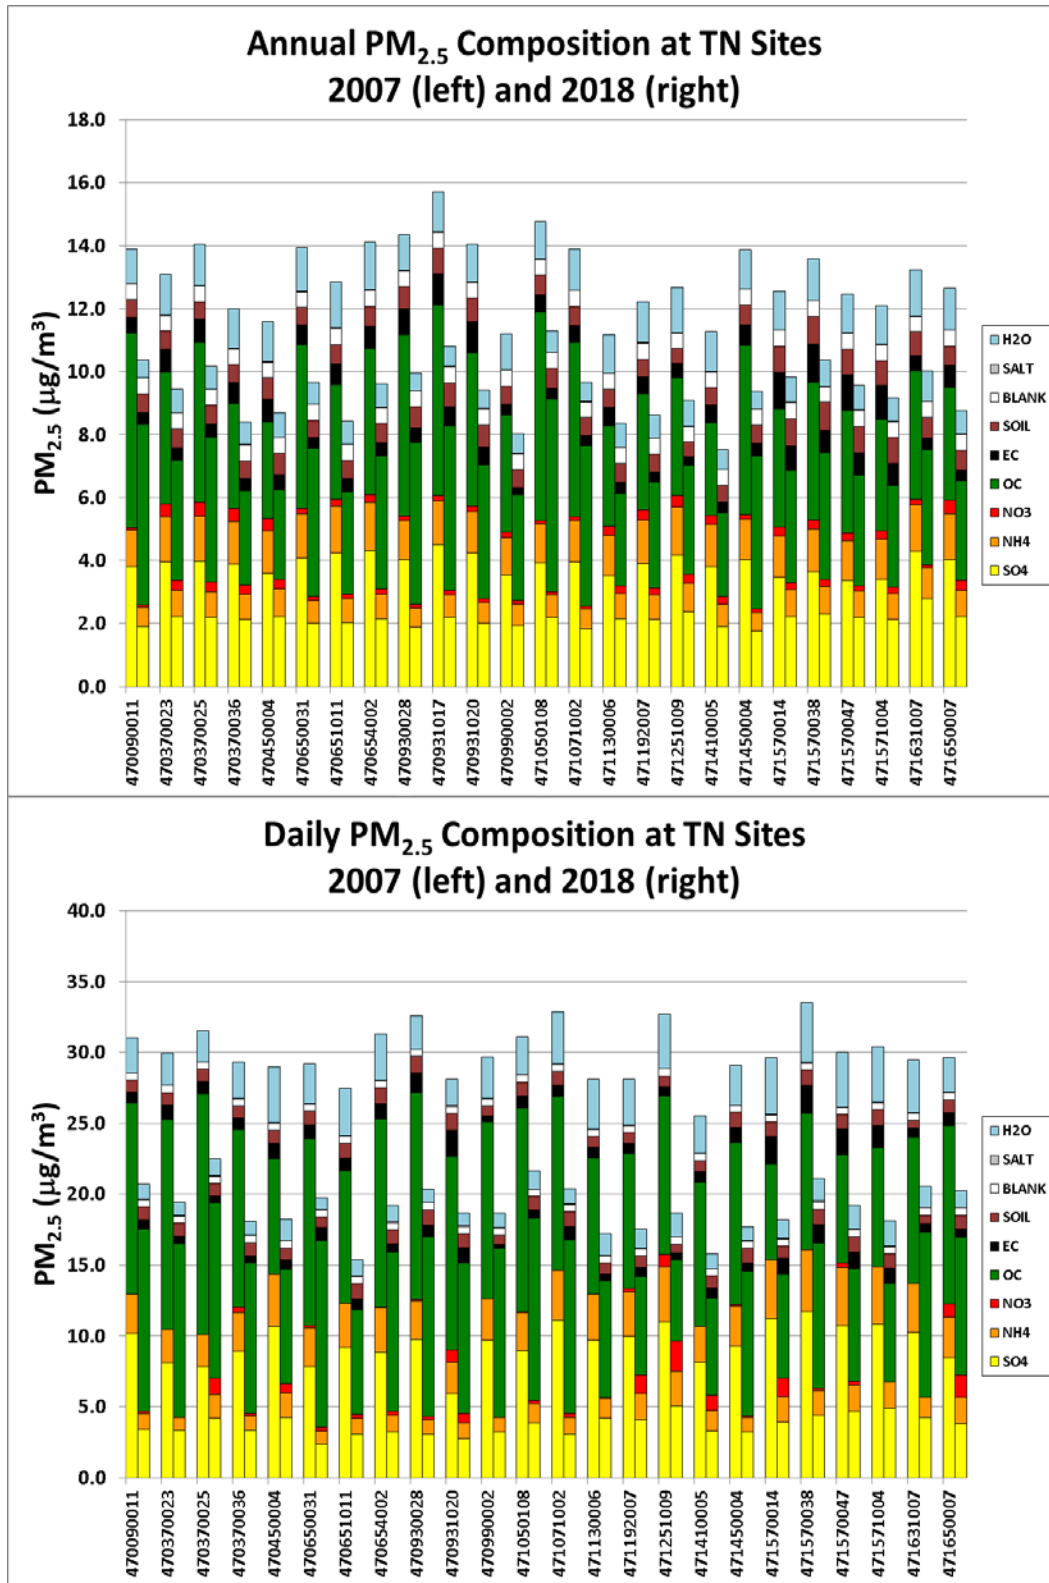 Annual PM2.5 Composition at TN Sites
2007 (left) and 2018 (right)
18.0
16.0
14.0
12.0
10.0
8.0
6.0
4.0
2.0
0.0
PM2.5 (µg/m³)
H2O
SALT
BLANK
SOIL
EC
OC
NO3
NH4
SO4
470090011
470370023
470370025
470370036
470450004
470650031
470651011
470654002
470930028
470931017
470931020
470990002
471050108
471071002
471130006
471192007
471251009
471410005
471450004
471570014
471570038
471570047
471571004
471631007
471650007
Daily PM2.5 Composition at TN Sites
2007 (left) and 2018 (right)
40.0
35.0
30.0
25.0
20.0
15.0
10.0
5.0
0.0
PM2.5 (µg/m³)
H2O
SALT
BLANK
SOIL
EC
OC
NO3
NH4
SO4
470090011
470370023
470370025
470370036
470450004
470650031
470651011
470654002
470930028
470931020
470990002
471050108
471071002
471130006
471192007
471251009
471410005
471450004
471570014
471570038
471570047
471571004
471631007
471650007